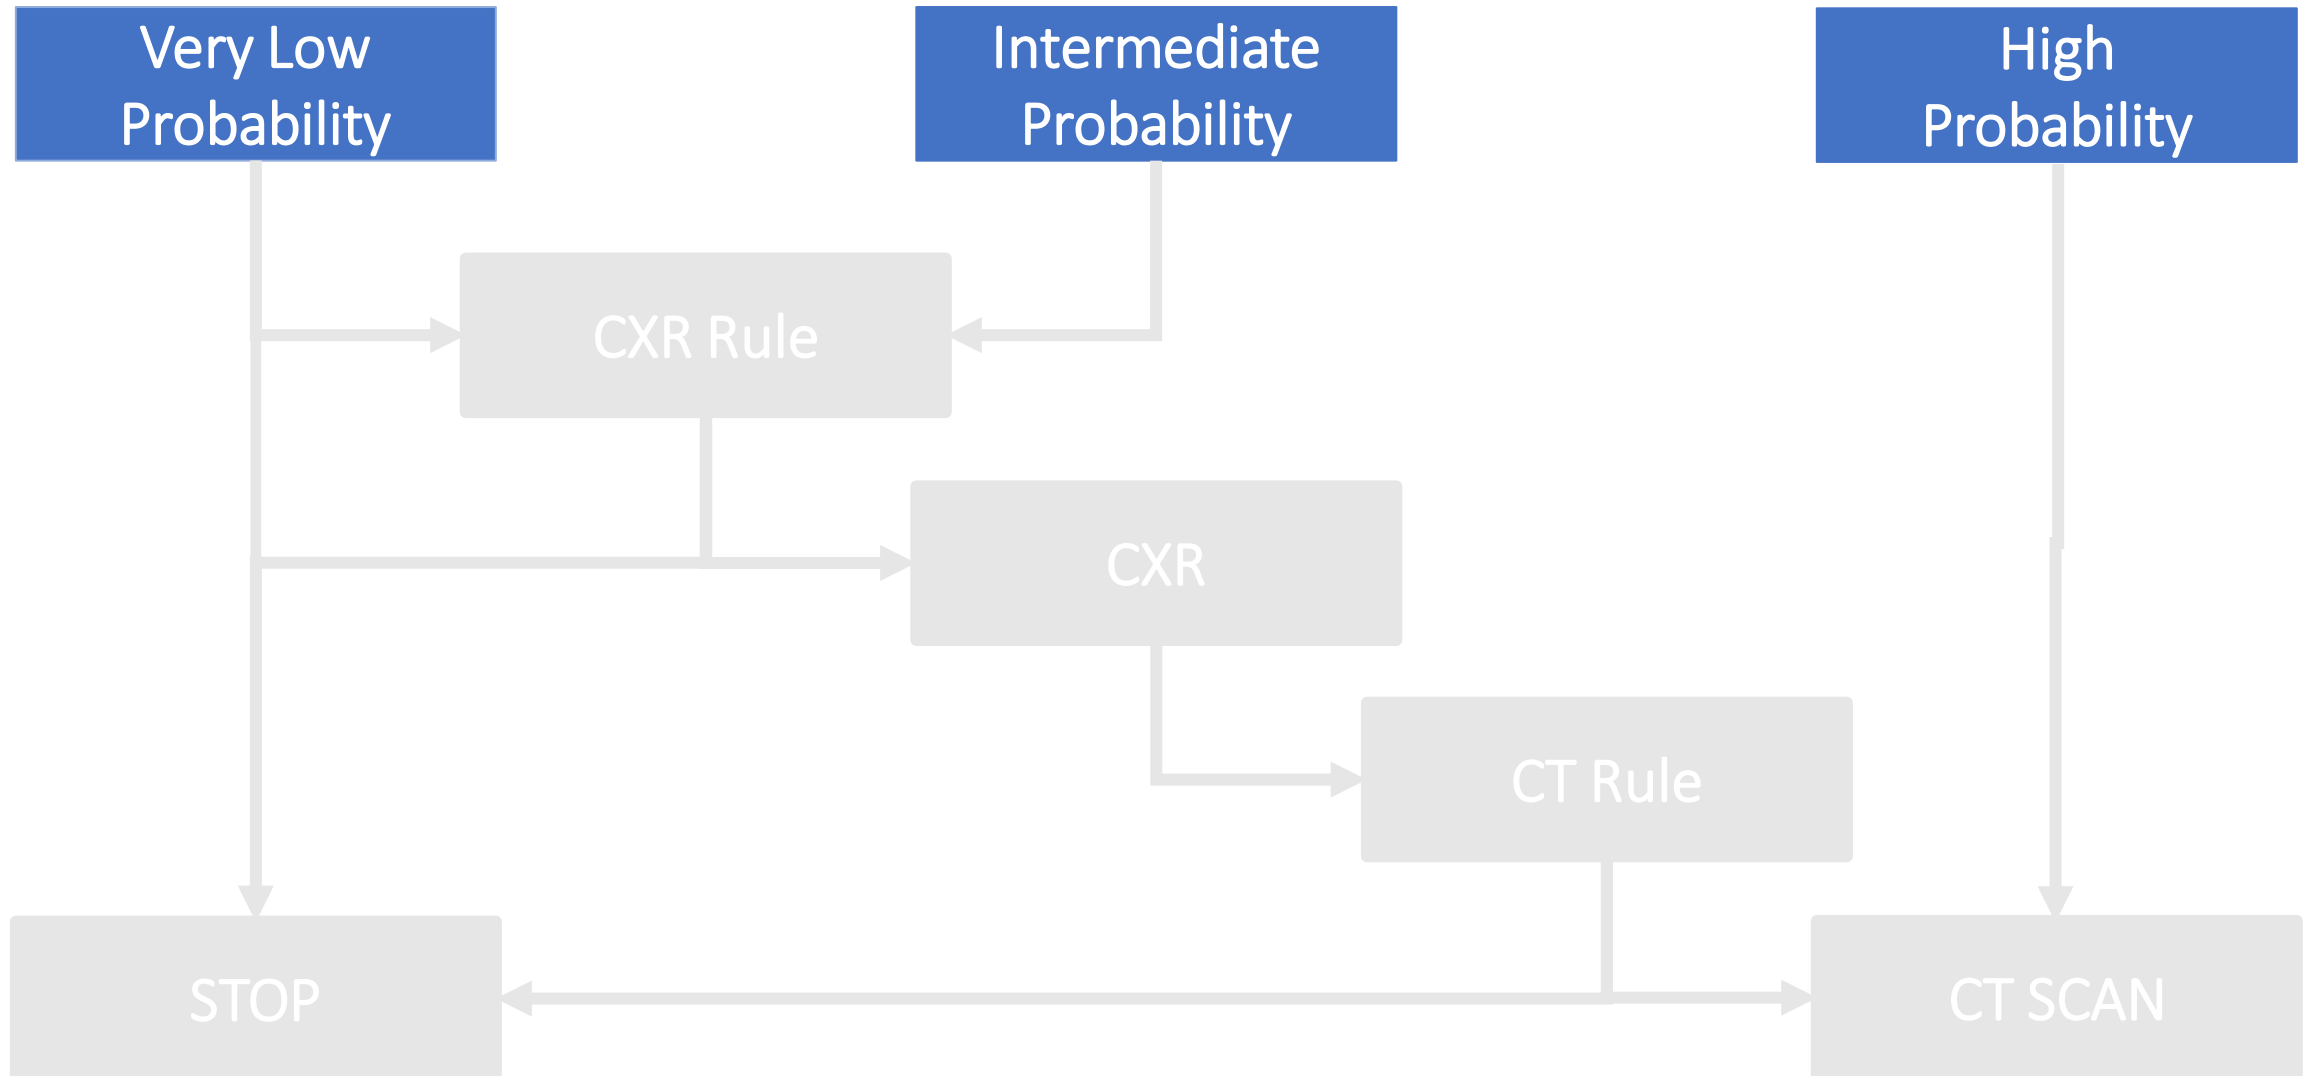 Very Low
Probability
Intermediate
Probability
High
Probability
CXR Rule
CXR
CT Rule
STOP
CT SCAN